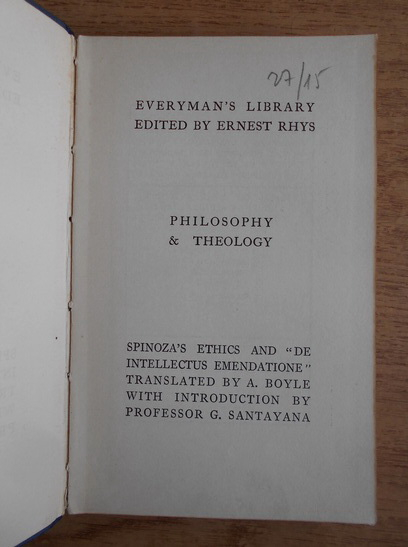 27/15
EVERYMAN'S LIBRARY
EDITED BY ERNEST RHYS
PHILOSOPHY
& THEOLOGY
SPINOZA'S ETHICS AND "DE
INTELLECTUS EMENDATIONE"
TRANSLATED BY A. BOYLE
WITH INTRODUCTION BY
PROFESSOR G. SANTAYANA